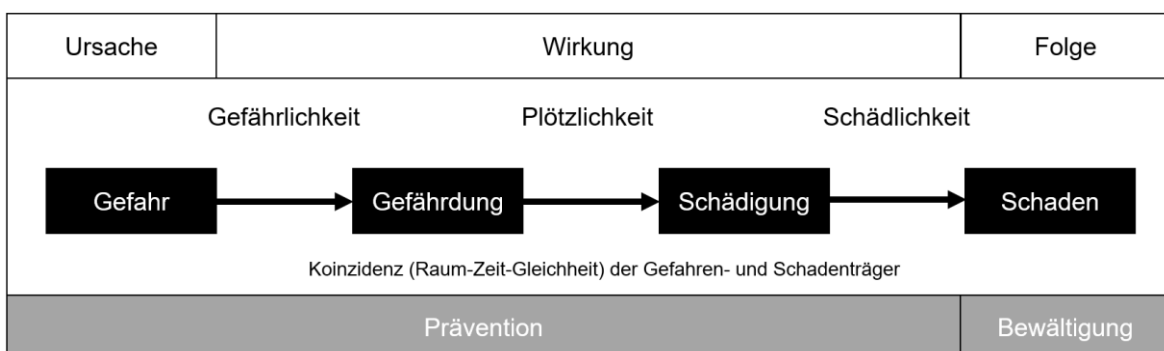 Ursache Wirkung Folge
Gefährlichkeit Plötzlichkeit Schädlichkeit
Gefahr Gefährdung Schädigung Schaden
Koinzidenz (Raum-Zeit-Gleichheit) der Gefahren- und Schadenträger
Prävention Bewältigung